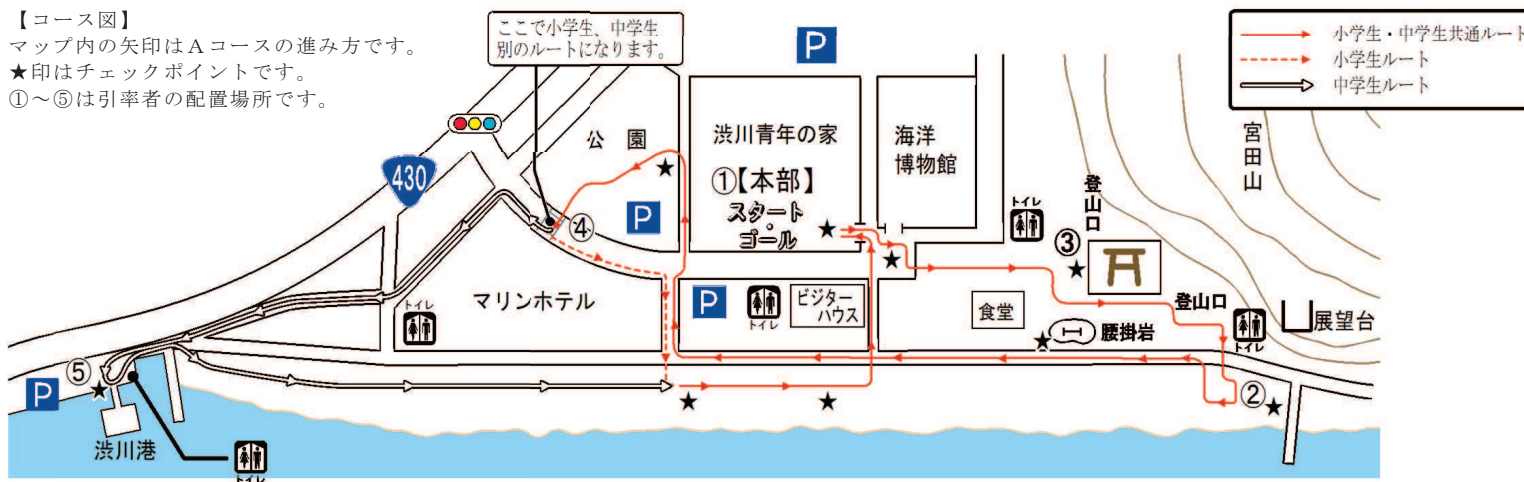 【コース図】
マップ内の矢印はＡコースの進み方です。
★印はチェックポイントです。
①～⑤は引率者の配置場所です。
ここで小学生、中学生
別のルートになります。
P
小学生・中学生共通ルート
小学生ルート
中学生ルート
公園
渋川青年の家
海洋
博物館
宮田山
430
①【本部】
スタート
・
ゴール
★
登山口
トイレ
P
④
③
★
★
★
マリンホテル
P
トイレ
ビジター
ハウス
食堂
登山口
トイレ
展望台
トイレ
★
腰掛岩
⑤
★
P
②
★
★
★
渋川港
トイレ